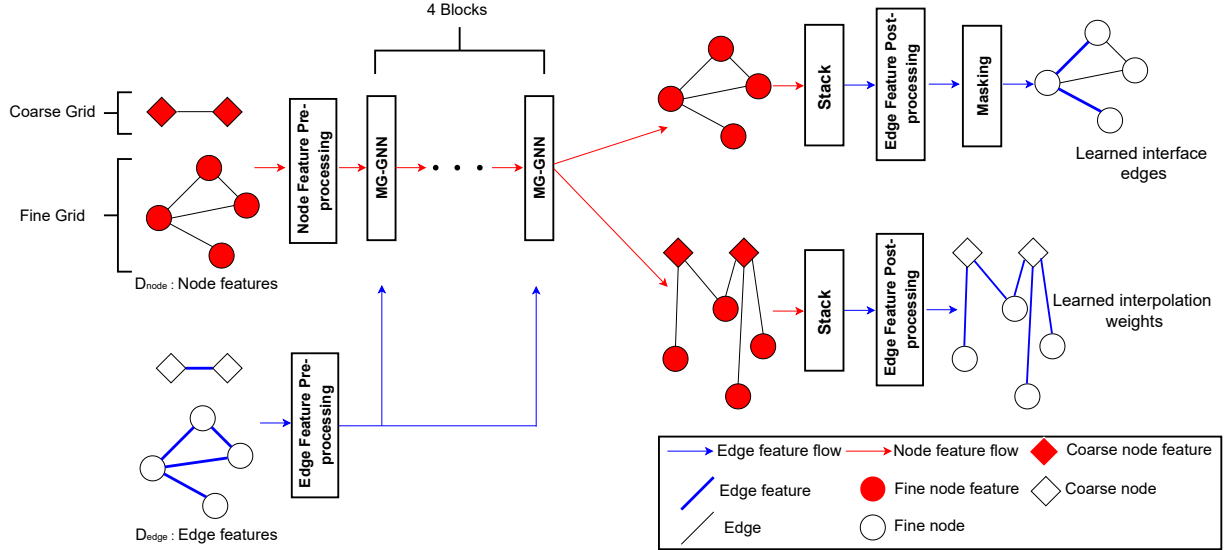 4 Blocks
Coarse Grid
Fine Grid
Node Feature Pre-
processing
MG-GNN
MG-GNN
D_node : Node features
Edge Feature Pre-
processing
D_edge : Edge features
Stack
Edge Feature Post-
processing
Masking
Learned interface
edges
Stack
Edge Feature Post-
processing
Learned interpolation
weights
Edge feature flow
Node feature flow
Coarse node feature
Edge feature
Fine node feature
Coarse node
Edge
Fine node